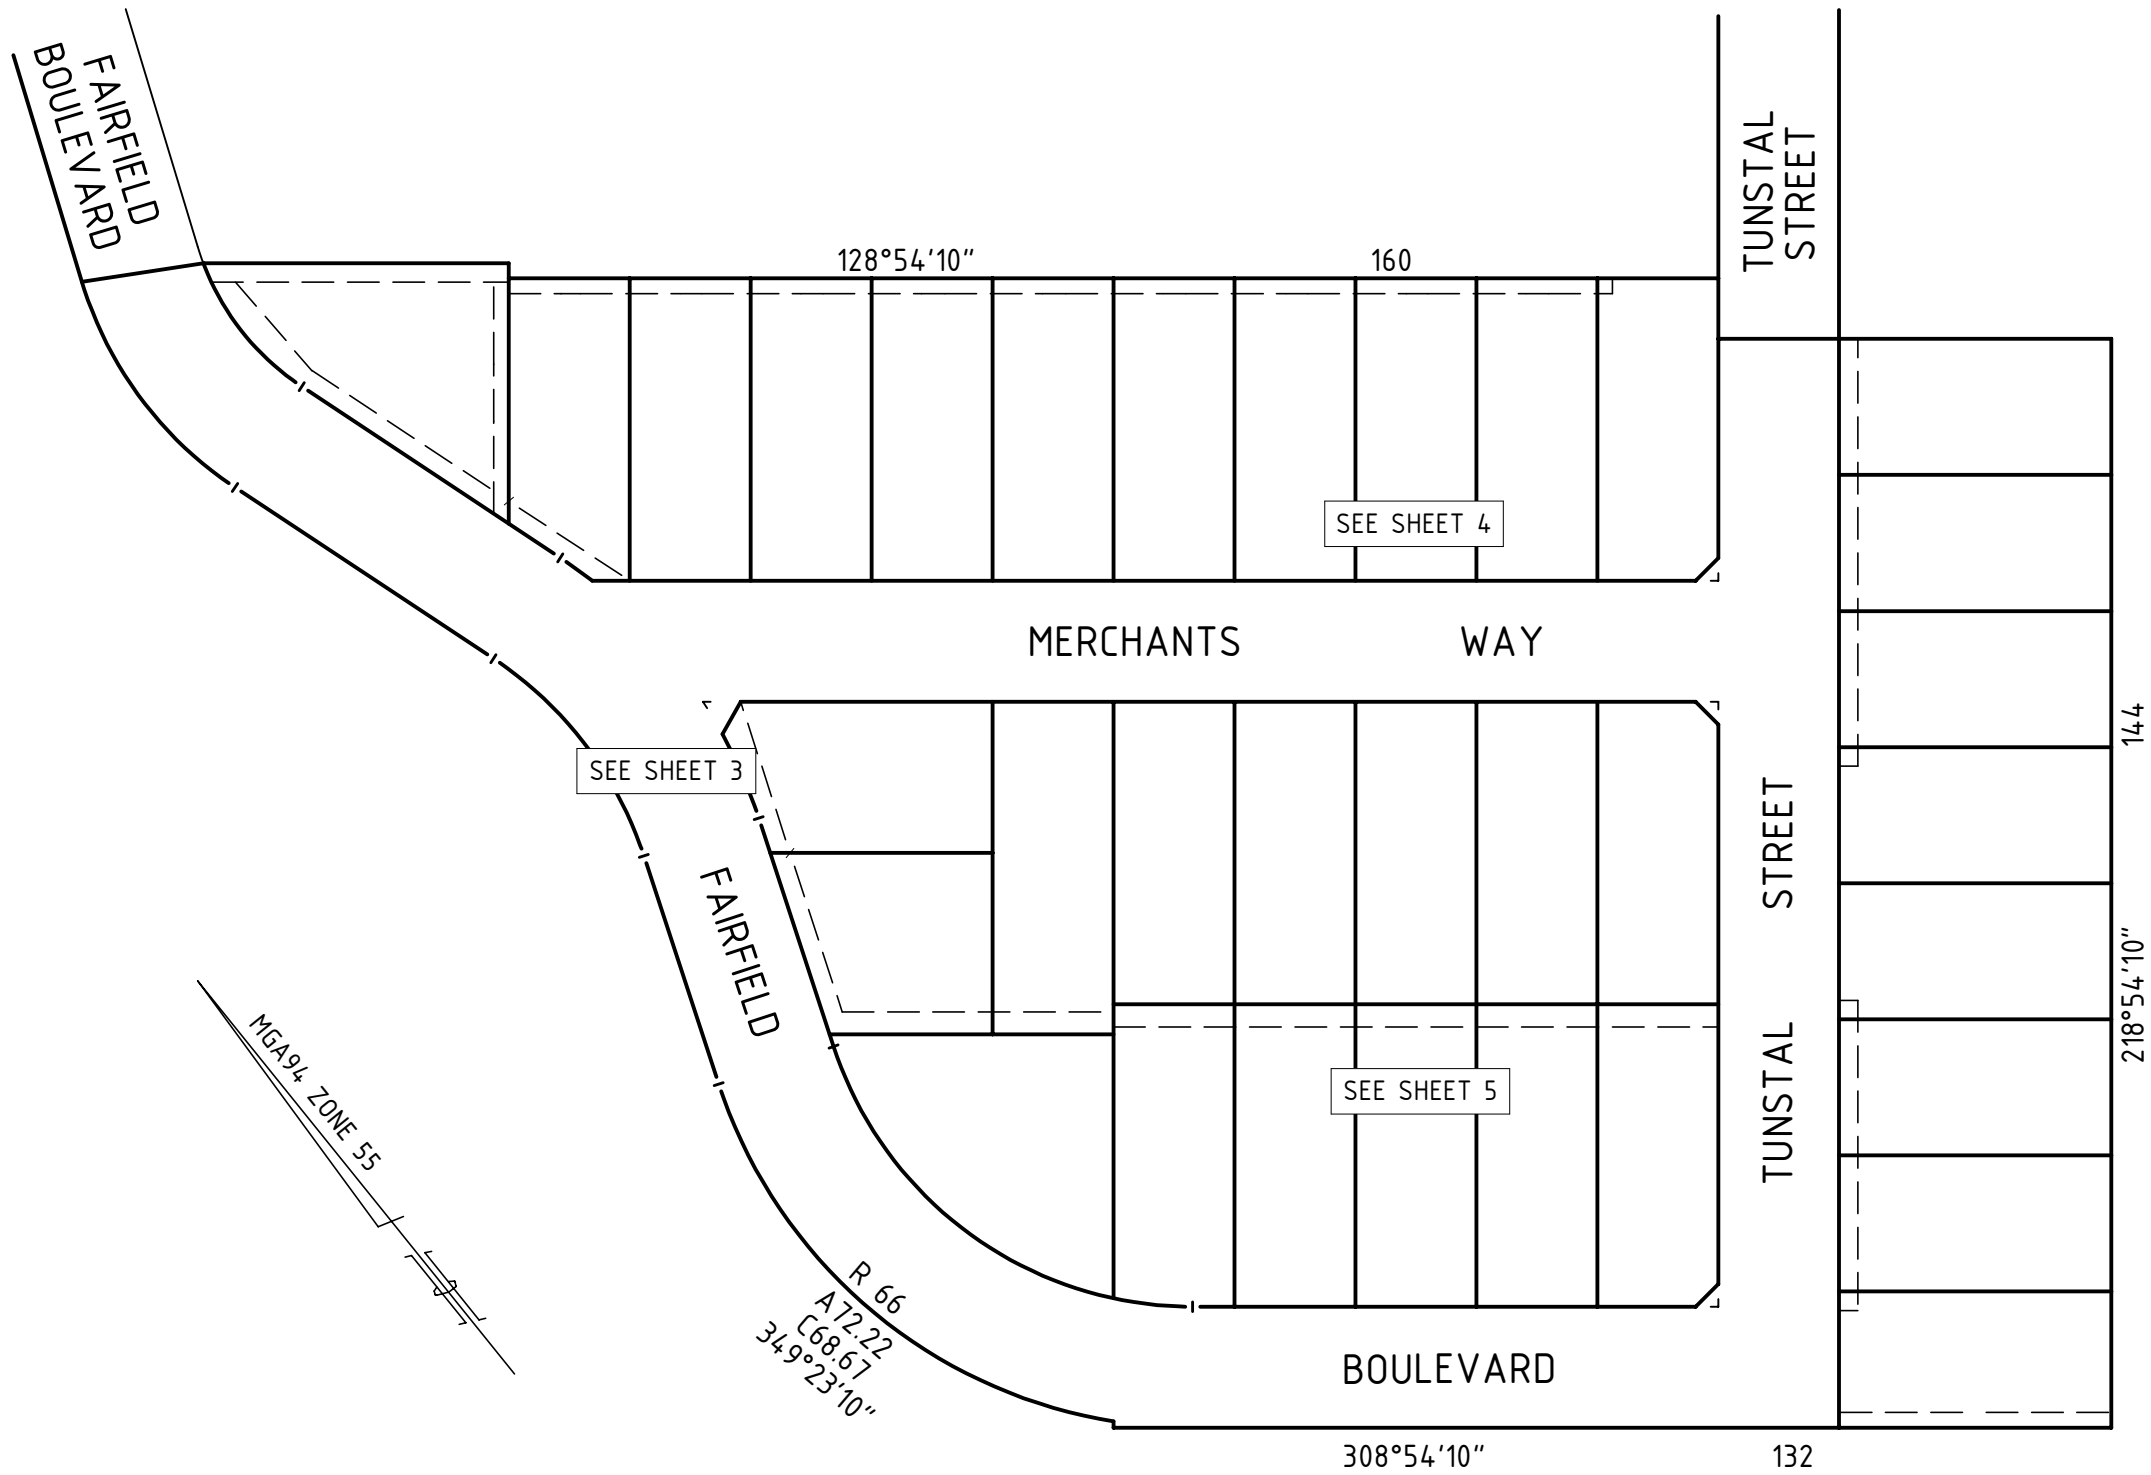 FAIRFIELD
BOULEVARD
TUNSTAL
STREET
128°54'10"
160
SEE SHEET 4
MERCHANTS WAY
144
SEE SHEET 3
STREET
FAIRFIELD
218°54'10"
MGA94 ZONE 55
TUNSTAL
SEE SHEET 5
R 66
A72.22
C68.67
349°23'10"
BOULEVARD
308°54'10"
132